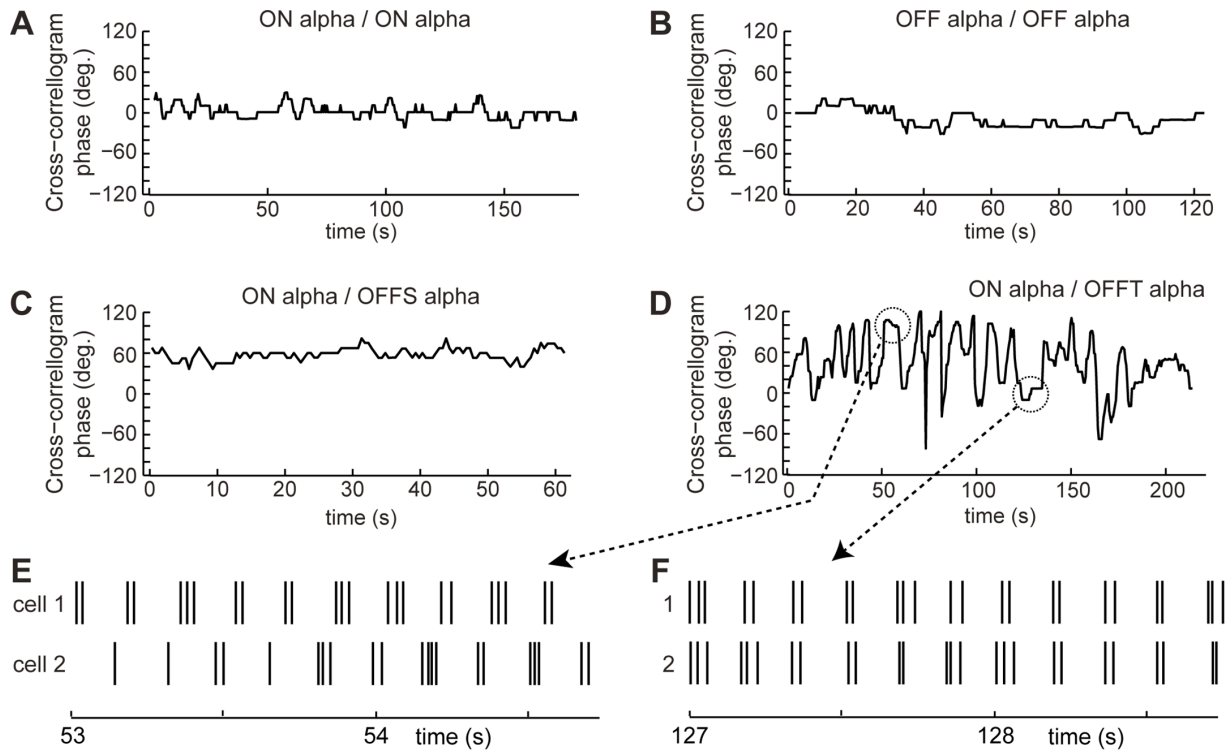 A
ON alpha / ON alpha
Cross−correllogram
phase (deg.)
120
60
0
−60
−120
0 50 100 150
time (s)
B
OFF alpha / OFF alpha
Cross−correllogram
phase (deg.)
120
60
0
−60
−120
0 20 40 60 80 100 120
time (s)
C
ON alpha / OFFS alpha
Cross−correllogram
phase (deg.)
120
60
0
−60
−120
0 10 20 30 40 50 60
time (s)
D
ON alpha / OFFT alpha
Cross−correllogram
phase (deg.)
120
60
0
−60
−120
0 50 100 150 200
time (s)
E
cell 1
cell 2
53 54 time (s)
F
1
2
127 128 time (s)